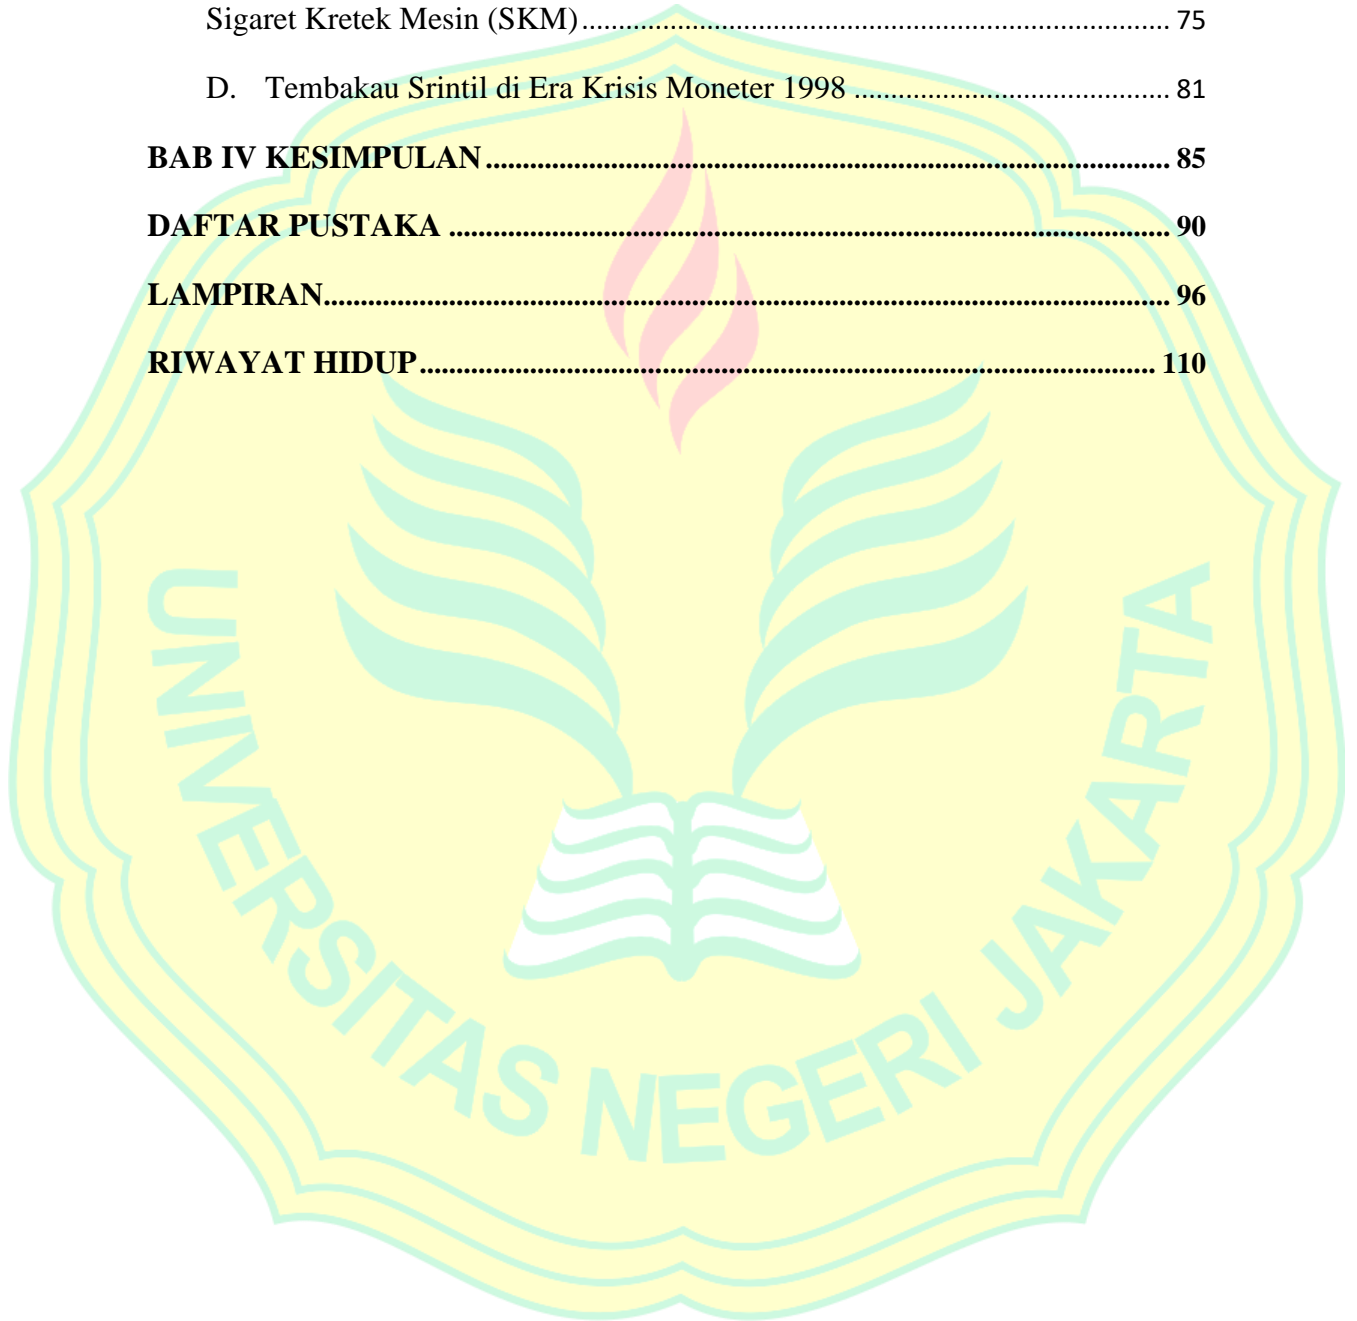 Sigaret Kretek Mesin (SKM)........................................................................... 75
D. Tembakau Srintil di Era Krisis Moneter 1998 ........................................ 81
BAB IV KESIMPULAN....................................................................................... 85
DAFTAR PUSTAKA ........................................................................................... 90
LAMPIRAN.......................................................................................................... 96
RIWAYAT HIDUP............................................................................................. 110
UNIVERSITAS NEGERI JAKARTA